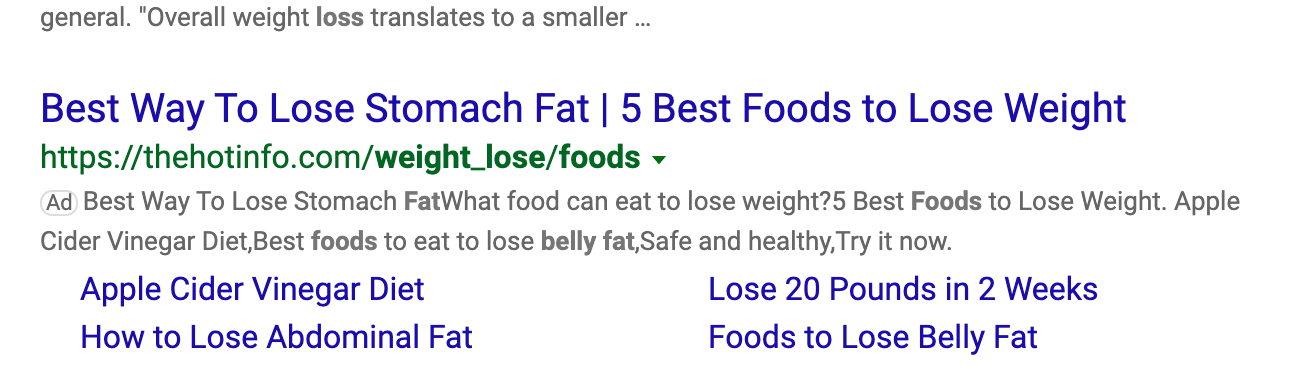 general. "Overall weight loss translates to a smaller ...
Best Way To Lose Stomach Fat | 5 Best Foods to Lose Weight
https://thehotinfo.com/weight_lose/foods
Ad Best Way To Lose Stomach FatWhat food can eat to lose weight?5 Best Foods to Lose Weight. Apple
Cider Vinegar Diet,Best foods to eat to lose belly fat,Safe and healthy,Try it now.
Apple Cider Vinegar Diet Lose 20 Pounds in 2 Weeks
How to Lose Abdominal Fat Foods to Lose Belly Fat